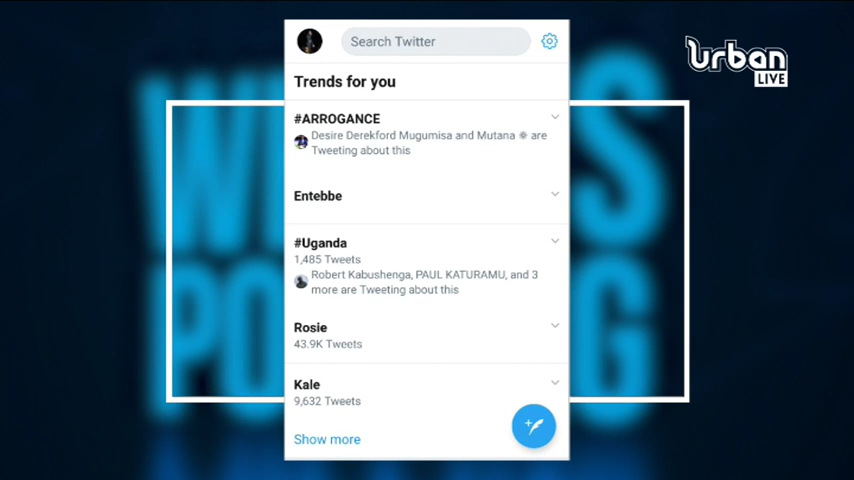 Search Twitter
Urban
LIVE
Trends for you
#ARROGANCE
Desire Derekford Mugumisa and Mutana ☀ are
Tweeting about this
Entebbe
#Uganda
1,485 Tweets
Robert Kabushenga, PAUL KATURAMU, and 3
more are Tweeting about this
Rosie
43.9K Tweets
Kale
9,632 Tweets
Show more